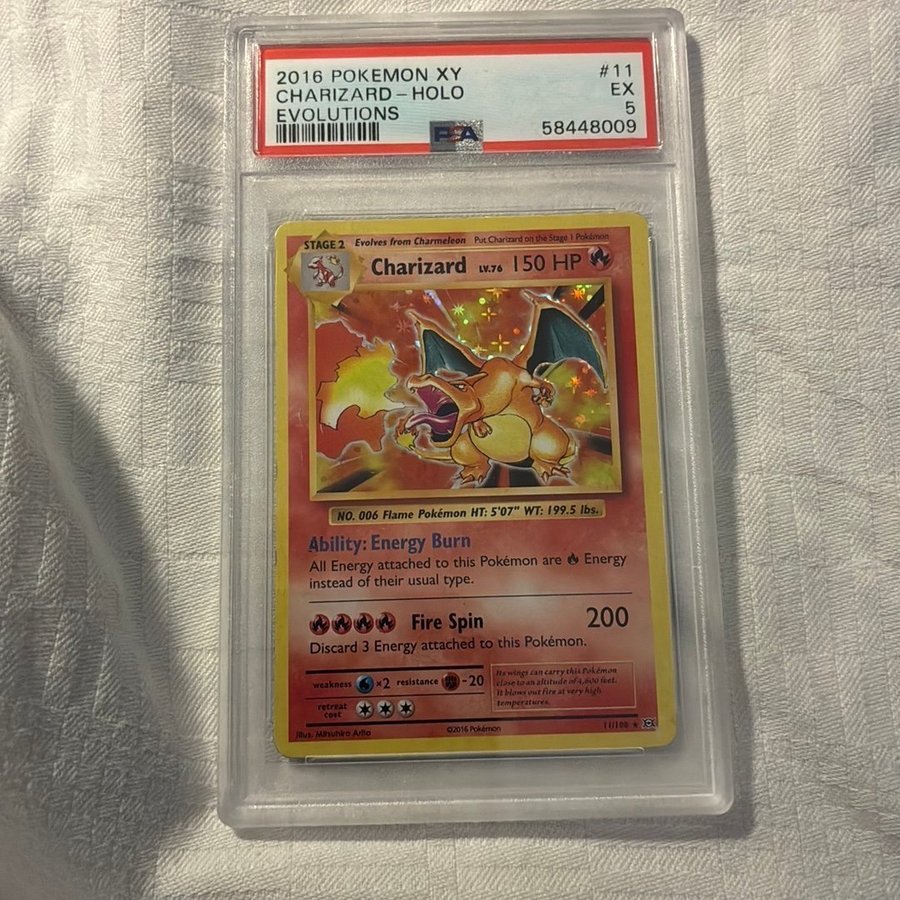 2016 POKEMON XY #11
CHARIZARD-HOLO EX
EVOLUTIONS 5
PSA 58448009
STAGE 2 Evolves from Charmeleon Put Charizard on the Stage 1 Pokémon
Charizard LV.76 150 HP
NO. 006 Flame Pokémon HT: 5'07" WT: 199.5 lbs.
Ability: Energy Burn
All Energy attached to this Pokémon are Energy
instead of their usual type.
Fire Spin 200
Discard 3 Energy attached to this Pokémon.
weakness ×2 resistance -20
retreat
cost
Its wings can carry this Pokémon
close to an altitude of 4,600 feet.
It blows out fire at very high
temperatures.
Illus. Mitsuhiro Arita ©2016 Pokémon 11/108 ★